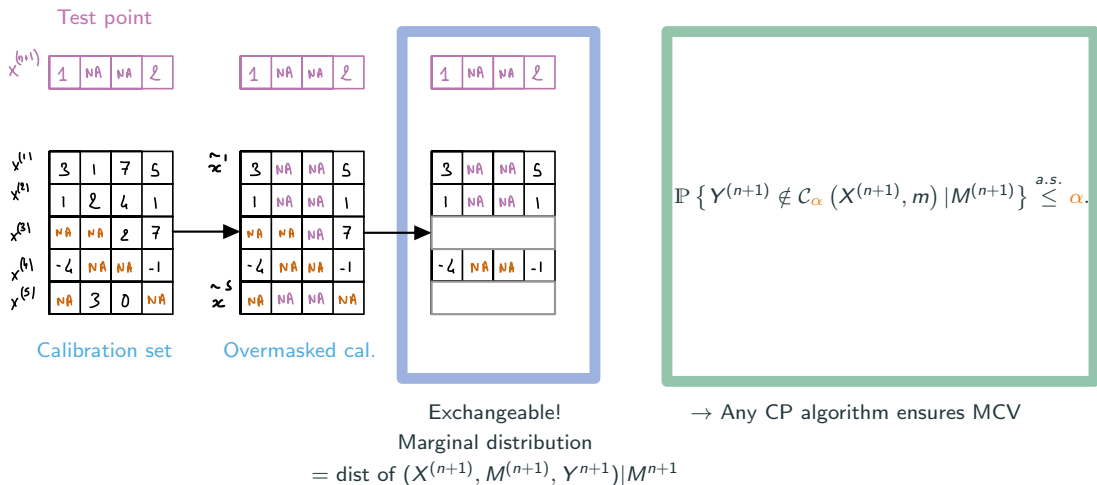 Test point
x^(n+1) 1 NA NA 2 1 NA NA 2 1 NA NA 2
x^(1) 3 1 7 5 x̃^1 3 NA NA 5 3 NA NA 5
x^(2) 1 2 4 1 1 NA NA 1 1 NA NA 1
x^(3) NA NA 2 7 NA NA NA 7
x^(4) -4 NA NA -1 -4 NA NA -1 -4 NA NA -1
x^(5) NA 3 0 NA x̃^5 NA NA NA NA
ℙ { Y^(n+1) ∉ C_α ( X^(n+1), m ) | M^(n+1) } ≤^{a.s.} α.
Calibration set Overmasked cal.
Exchangeable! → Any CP algorithm ensures MCV
Marginal distribution
= dist of (X^(n+1), M^(n+1), Y^n+1)|M^n+1